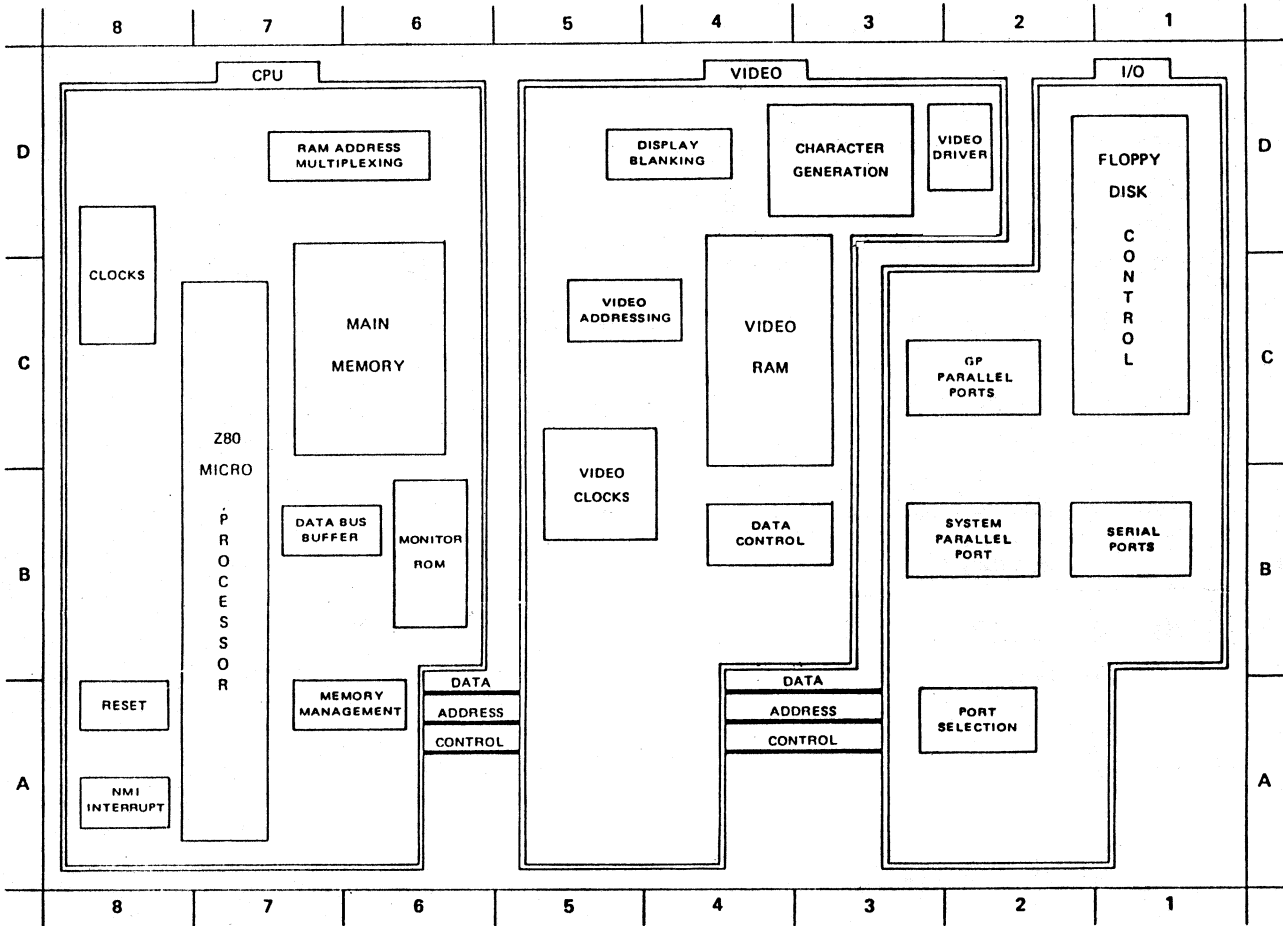 8 7 6 5 4 3 2 1
CPU
VIDEO
I/O
D
D
RAM ADDRESS
MULTIPLEXING
DISPLAY
BLANKING
CHARACTER
GENERATION
VIDEO
DRIVER
FLOPPY
DISK
CONTROL
CLOCKS
MAIN
MEMORY
VIDEO
ADDRESSING
VIDEO
RAM
C
C
GP
PARALLEL
PORTS
Z80
MICRO
PROCESSOR
VIDEO
CLOCKS
DATA BUS
BUFFER
MONITOR
ROM
DATA
CONTROL
SYSTEM
PARALLEL
PORT
SERIAL
PORTS
B
B
RESET
MEMORY
MANAGEMENT
DATA
ADDRESS
CONTROL
DATA
ADDRESS
CONTROL
PORT
SELECTION
A
A
NMI
INTERRUPT
8 7 6 5 4 3 2 1